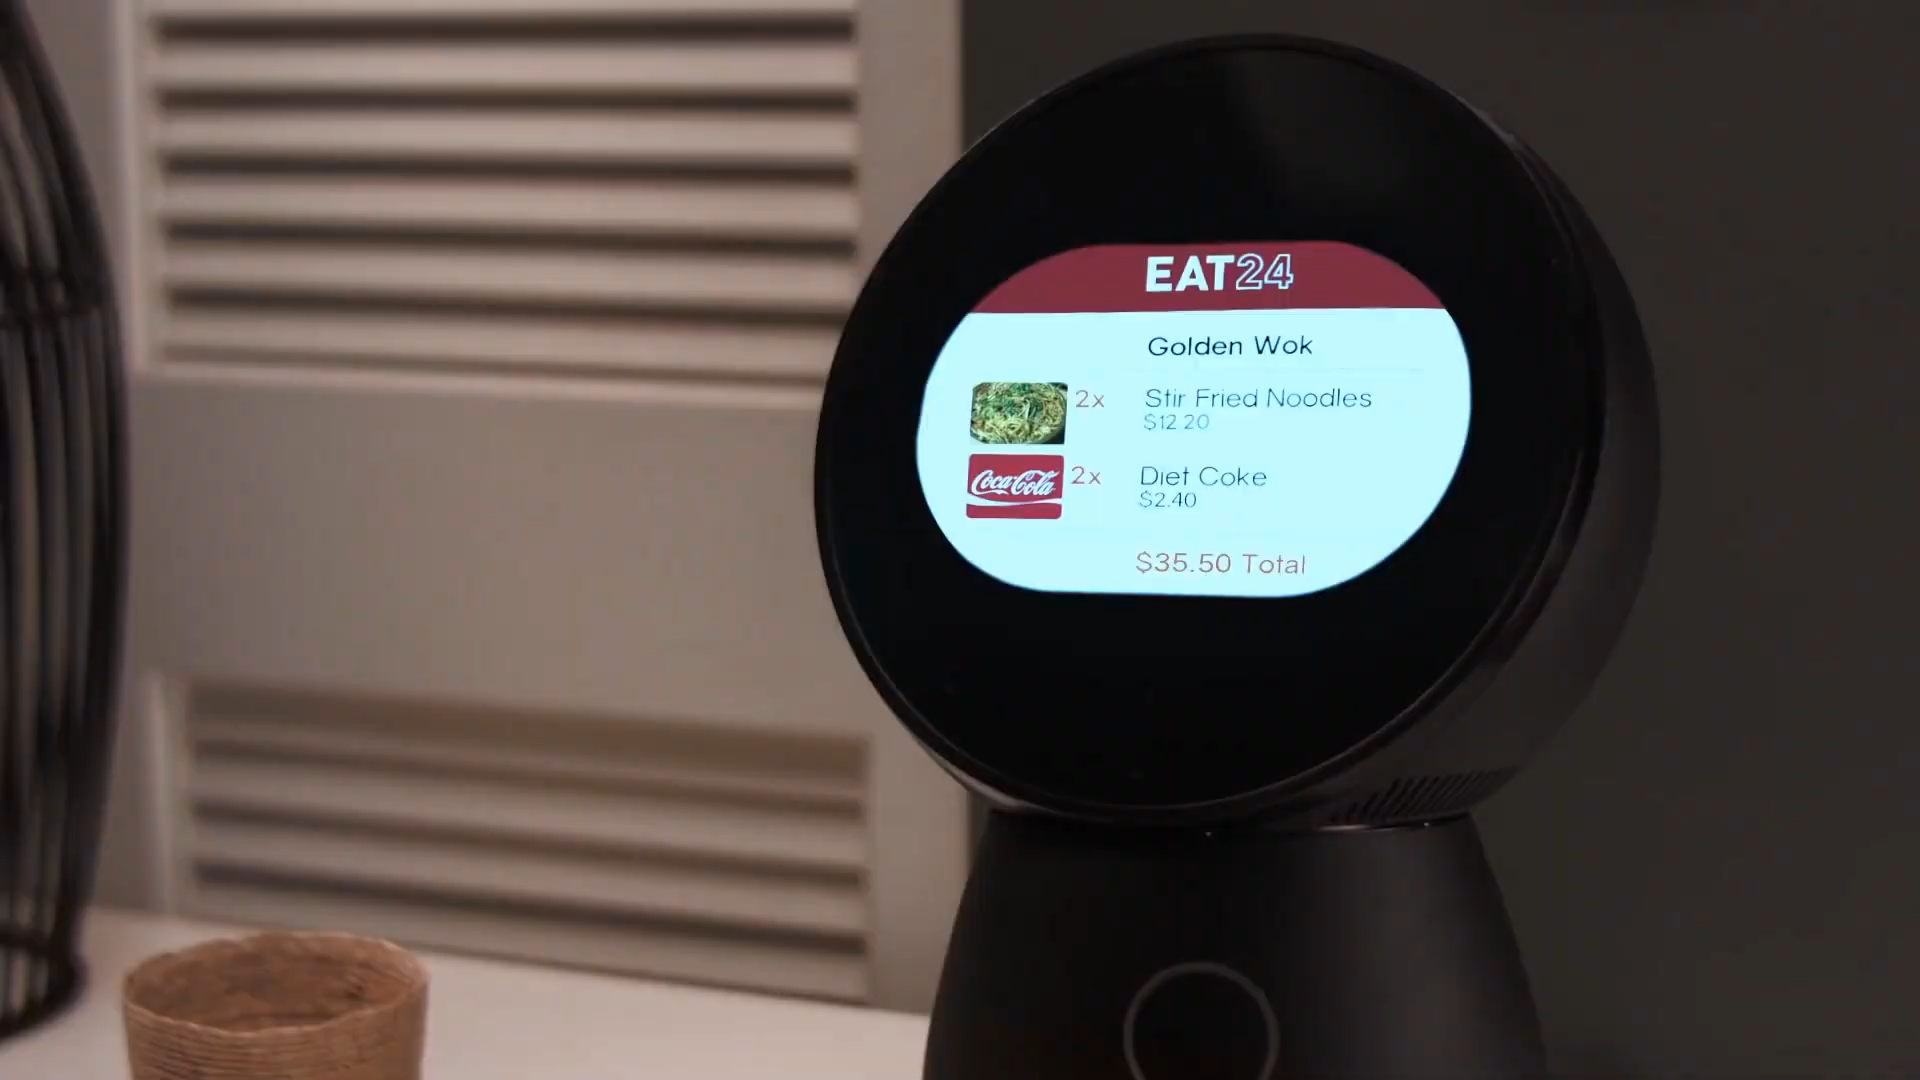 EAT24
Golden Wok
2x Stir Fried Noodles
$12.20
Coca-Cola 2x Diet Coke
$2.40
$35.50 Total